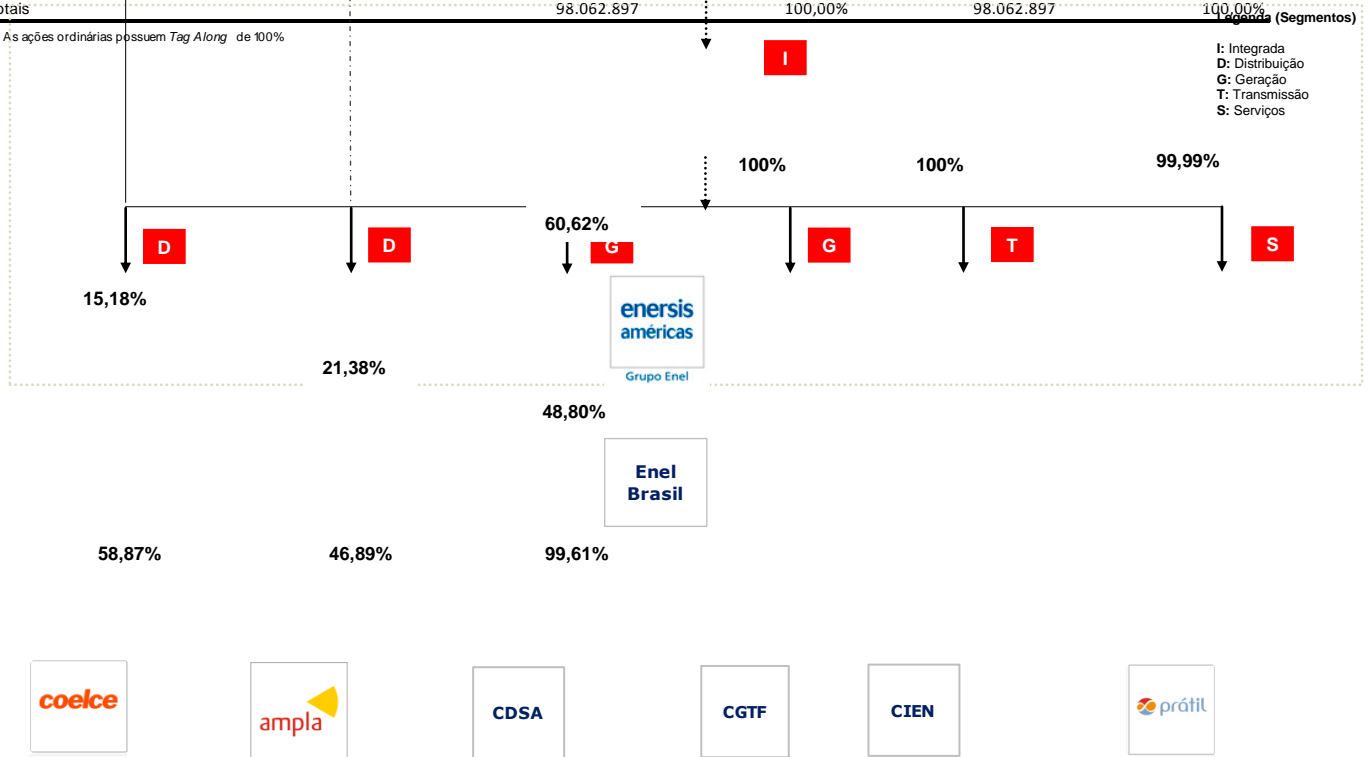 otais 98.062.897 100,00% 98.062.897 100,00%
Legenda (Segmentos)
As ações ordinárias possuem Tag Along de 100%
I
I: Integrada
D: Distribuição
G: Geração
T: Transmissão
S: Serviços
100% 100% 99,99%
60,62%
D D G G T S
15,18%
enersis
américas
21,38%
Grupo Enel
48,80%
Enel
Brasil
58,87% 46,89% 99,61%
coelce
ampla
CDSA
CGTF
CIEN
prátil